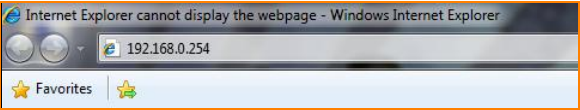 Internet Explorer cannot display the webpage - Windows Internet Explorer
192.168.0.254
Favorites